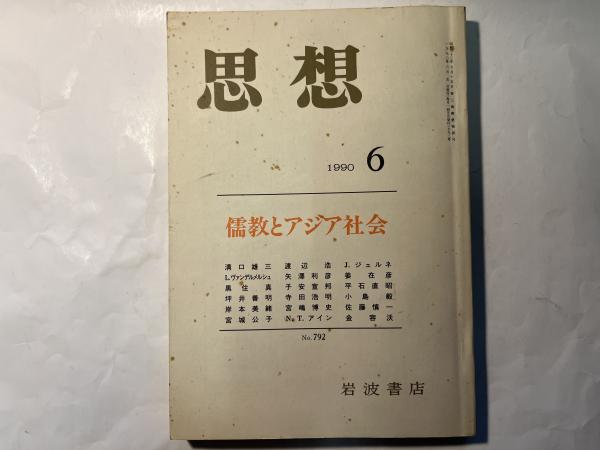 思想
1990 6
儒教とアジア社会
溝口雄三 渡辺浩 J.ジェルネ
L.ヴァンデルメルシュ 矢澤利彦 姜在彦
黒住真 子安宣邦 平石直昭
坪井善明 寺田浩明 小島毅
岸本美緒 宮嶋博史 佐藤慎一
宮城公子 Ng.T.アイン 金容沃
No.792
岩波書店